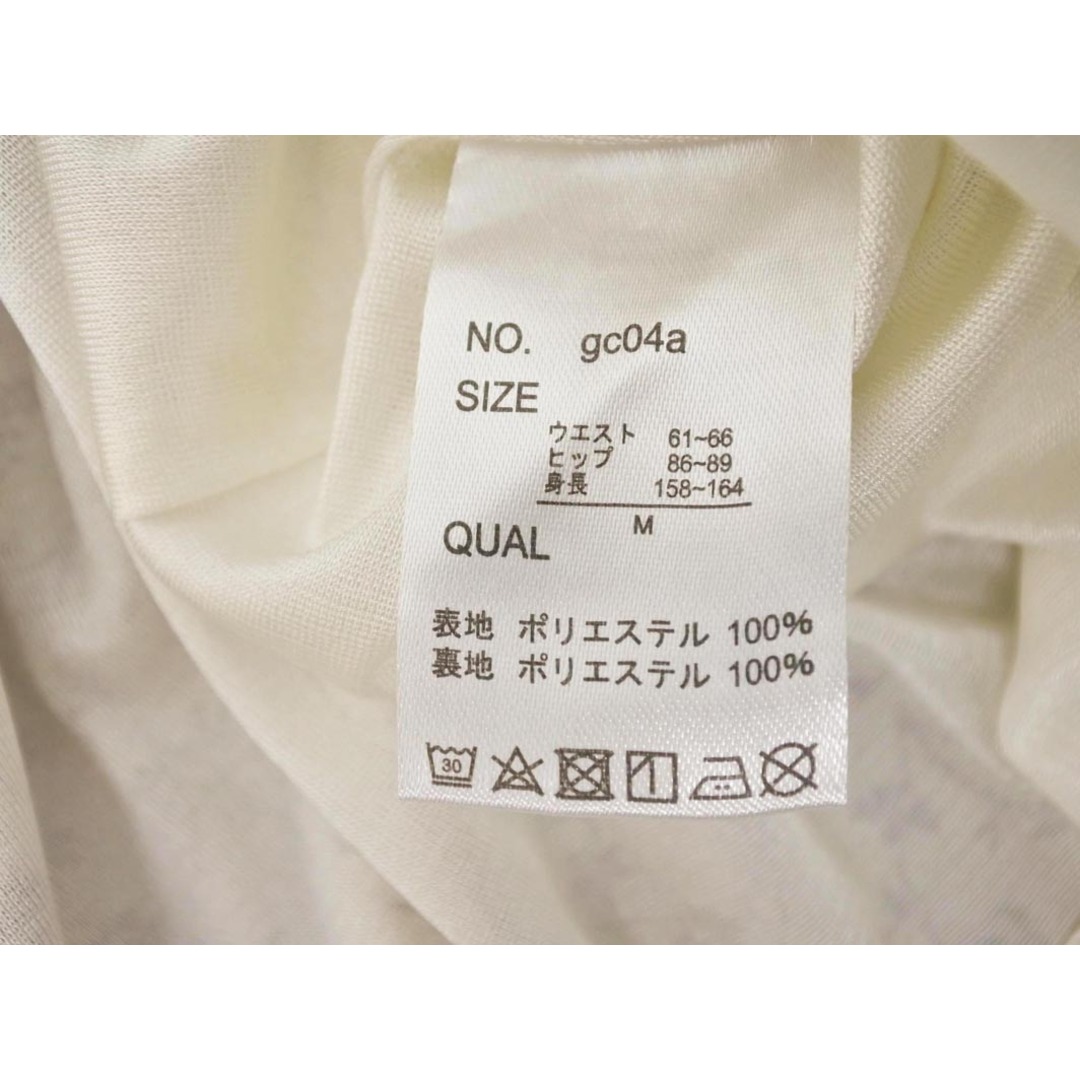 NO. gc04a
SIZE
ウエスト 61~66
ヒップ 86~89
身長 158~164
M
QUAL
表地 ポリエステル 100%
裏地 ポリエステル 100%
30